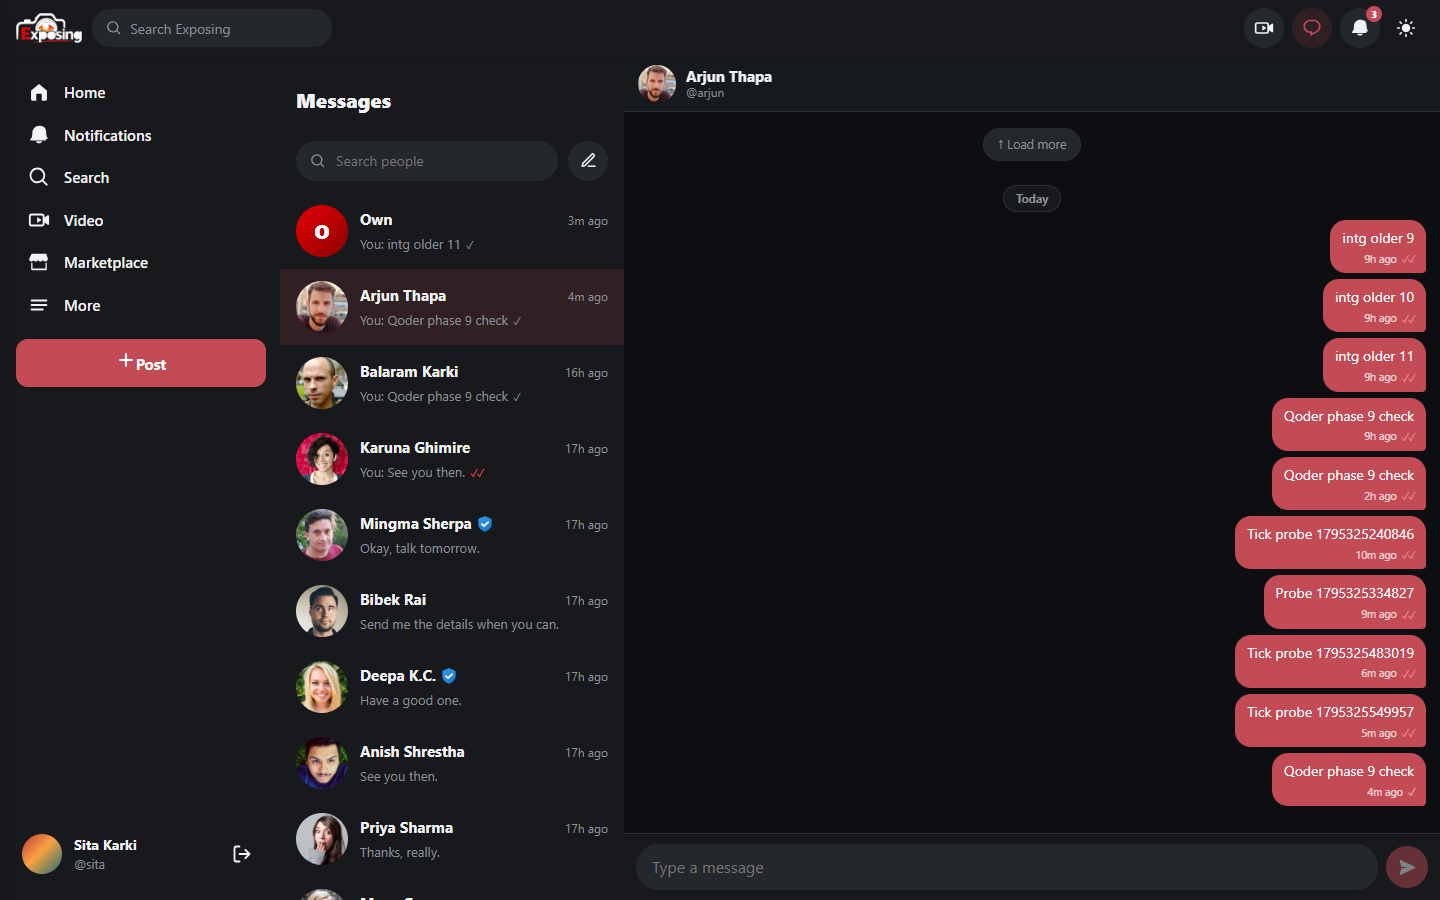 Exposing
Search Exposing
3
Home
Notifications
Search
Video
Marketplace
More
Post
Sita Karki
@sita
Messages
Search people
O
Own
3m ago
You: intg older 11 ✓
Arjun Thapa
4m ago
You: Qoder phase 9 check ✓
Balaram Karki
16h ago
You: Qoder phase 9 check ✓
Karuna Ghimire
17h ago
You: See you then. ✓✓
Mingma Sherpa
17h ago
Okay, talk tomorrow.
Bibek Rai
17h ago
Send me the details when you can.
Deepa K.C.
17h ago
Have a good one.
Anish Shrestha
17h ago
See you then.
Priya Sharma
17h ago
Thanks, really.
Arjun Thapa
@arjun
↑ Load more
Today
intg older 9
9h ago ✓✓
intg older 10
9h ago ✓✓
intg older 11
9h ago ✓✓
Qoder phase 9 check
9h ago ✓✓
Qoder phase 9 check
2h ago ✓✓
Tick probe 1795325240846
10m ago ✓✓
Probe 1795325334827
9m ago ✓✓
Tick probe 1795325483019
6m ago ✓✓
Tick probe 1795325549957
5m ago ✓✓
Qoder phase 9 check
4m ago ✓
Type a message